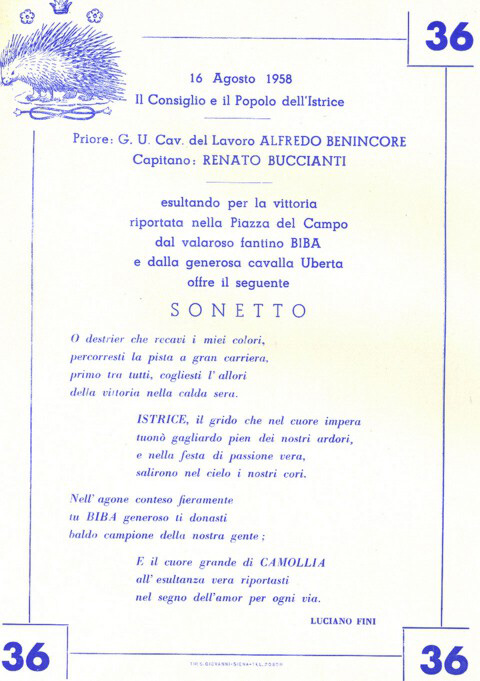 36
16 Agosto 1958
Il Consiglio e il Popolo dell'Istrice
Priore: G. U. Cav. del Lavoro ALFREDO BENINCORE
Capitano: RENATO BUCCIANTI
esultando per la vittoria
riportata nella Piazza del Campo
dal valaroso fantino BIBA
e dalla generosa cavalla Uberta
offre il seguente
SONETTO
O destrier che recavi i miei colori,
percorresti la pista a gran carriera,
primo tra tutti, cogliesti l' allori
della vittoria nella calda sera.
ISTRICE, il grido che nel cuore impera
tuonò gagliardo pien dei nostri ardori,
e nella festa di passione vera,
salirono nel cielo i nostri cori.
Nell' agone conteso fieramente
tu BIBA generoso ti donasti
baldo campione della nostra gente ;
E il cuore grande di CAMOLLIA
all' esultanza vera riportasti
nel segno dell'amor per ogni via.
LUCIANO FINI
36
36